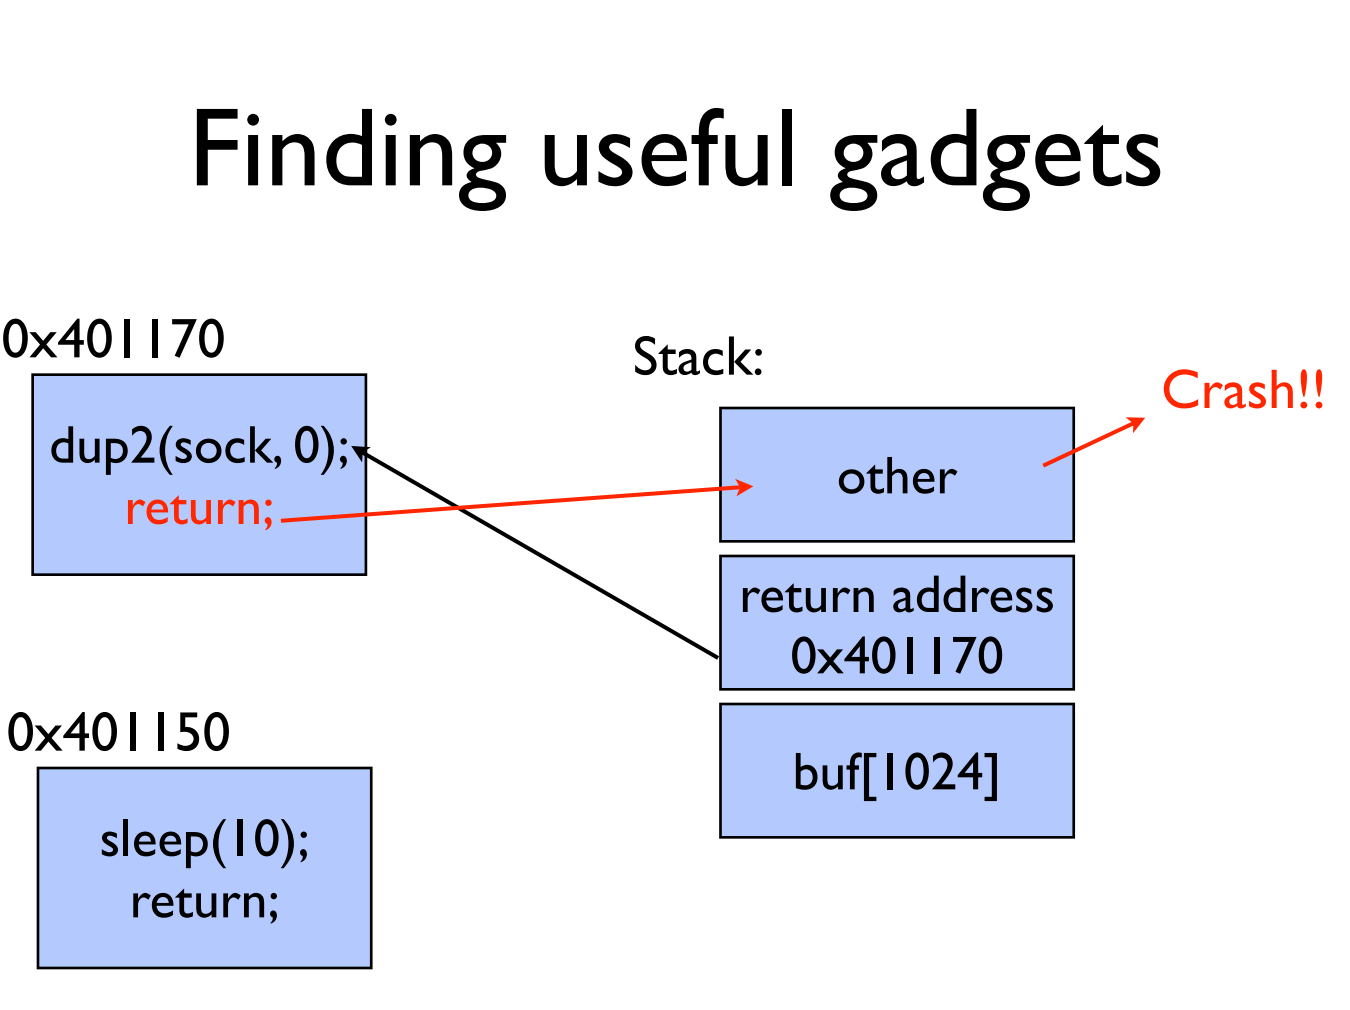 Finding useful gadgets
0x401170
dup2(sock, 0);
return;
Stack:
other
Crash!!
return address
0x401170
buf[1024]
0x401150
sleep(10);
return;